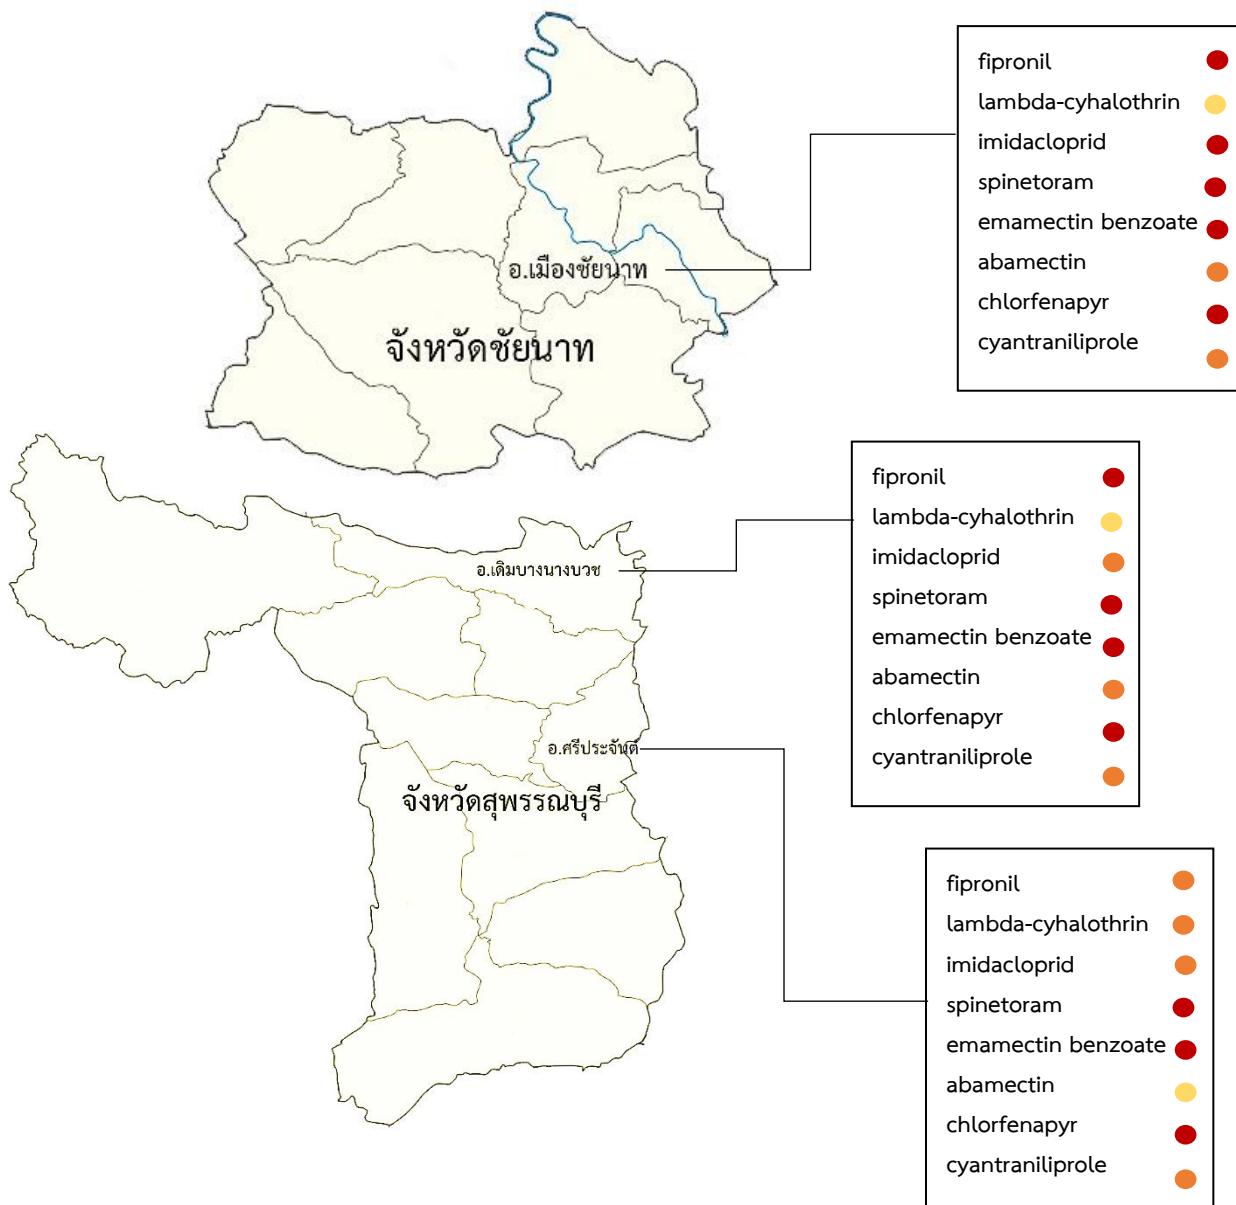 fipronil
lambda-cyhalothrin
imidacloprid
spinetoram
emamectin benzoate
abamectin
chlorfenapyr
cyantraniliprole
อ.เมืองชัยนาท
จังหวัดชัยนาท
fipronil
lambda-cyhalothrin
imidacloprid
spinetoram
emamectin benzoate
abamectin
chlorfenapyr
cyantraniliprole
อ.เดิมบางนางบวช
อ.ศรีประจันต์
จังหวัดสุพรรณบุรี
fipronil
lambda-cyhalothrin
imidacloprid
spinetoram
emamectin benzoate
abamectin
chlorfenapyr
cyantraniliprole